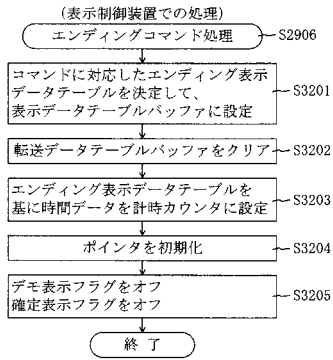 (表示制御装置での処理)
エンディングコマンド処理
S2906
コマンドに対応したエンディング表示
データテーブルを決定して、
表示データテーブルバッファに設定
S3201
転送データテーブルバッファをクリア
S3202
エンディング表示データテーブルを
基に時間データを計時カウンタに設定
S3203
ポインタを初期化
S3204
デモ表示フラグをオフ
確定表示フラグをオフ
S3205
終了